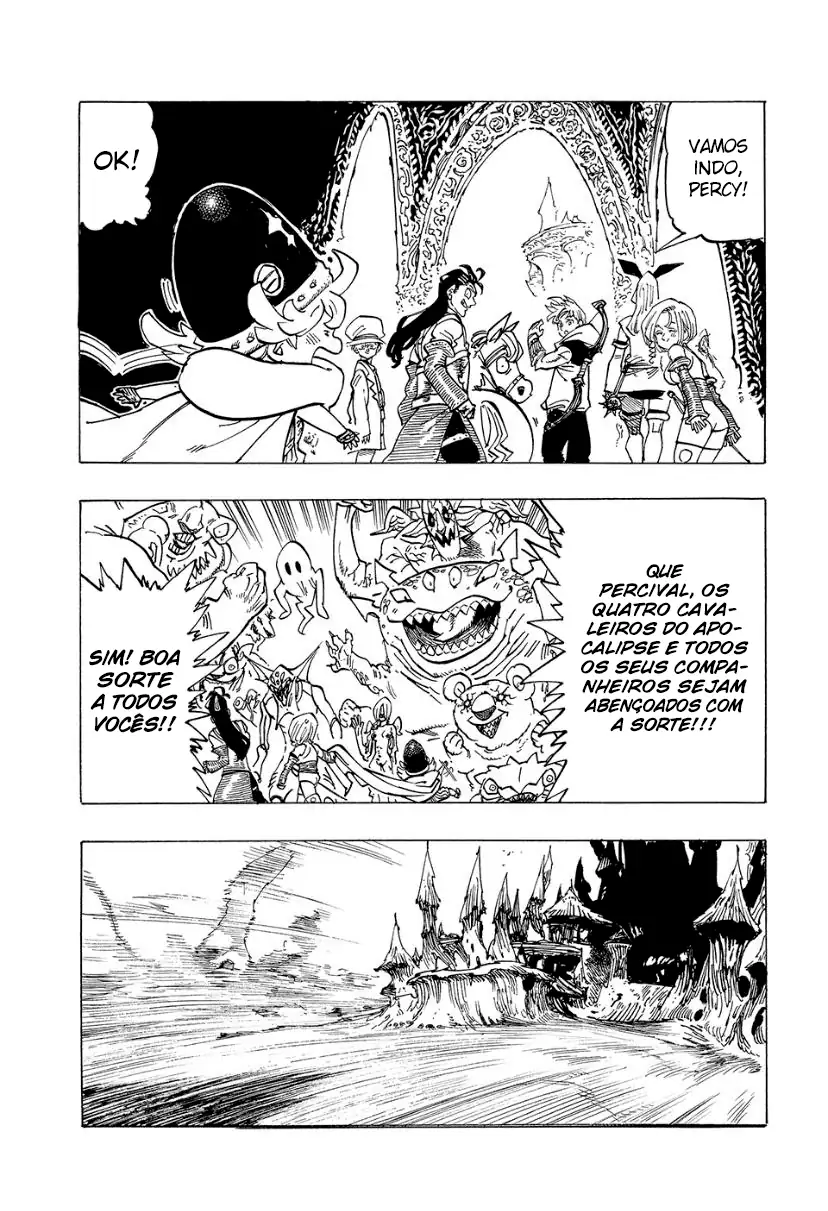 VAMOS
INDO,
PERCY!
OK!
QUE
PERCIVAL, OS
QUATRO CAVA-
LEIROS DO APO-
CALIPSE E TODOS
OS SEUS COMPA-
NHEIROS SEJAM
ABENÇOADOS COM
A SORTE!!!
SIM! BOA
SORTE
A TODOS
VOCÊS!!